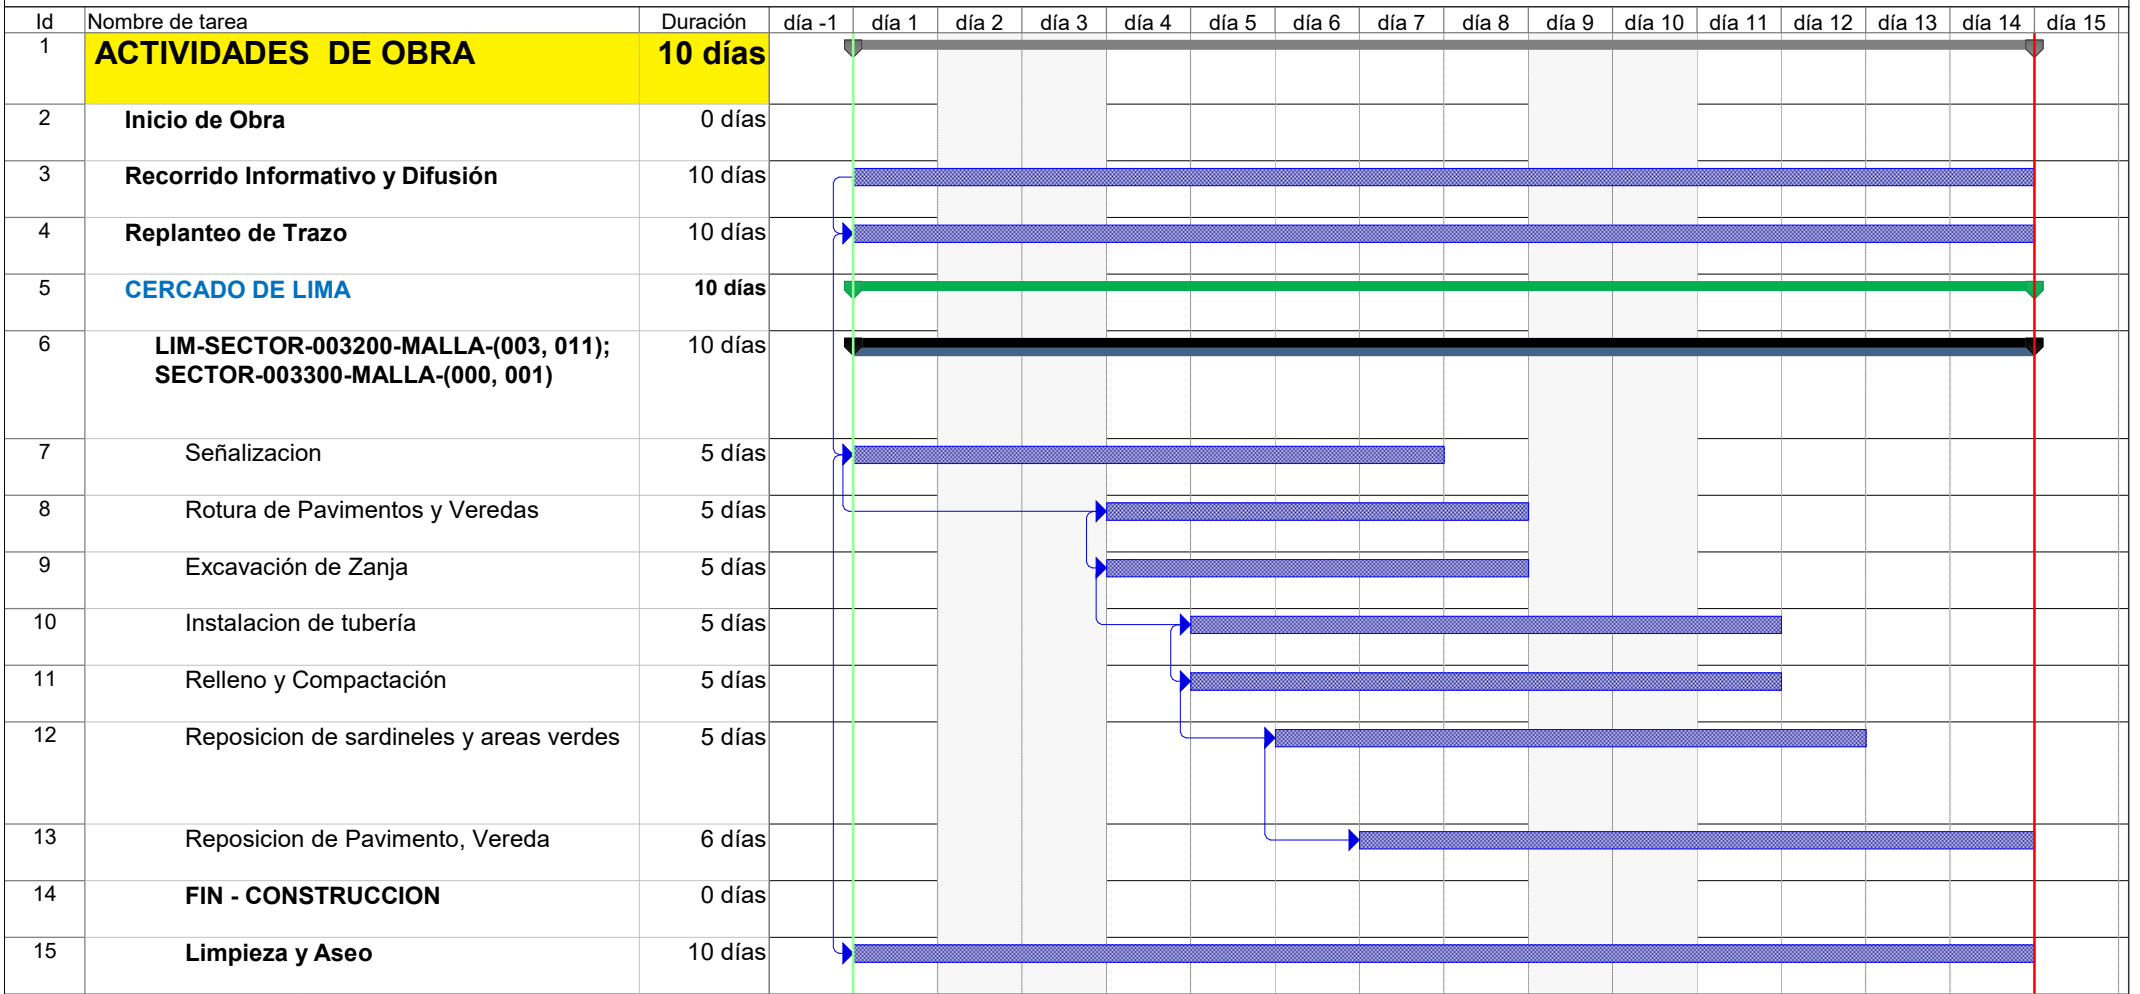 Id Nombre de tarea Duración día -1 día 1 día 2 día 3 día 4 día 5 día 6 día 7 día 8 día 9 día 10 día 11 día 12 día 13 día 14 día 15
1 ACTIVIDADES DE OBRA 10 días
2 Inicio de Obra 0 días
3 Recorrido Informativo y Difusión 10 días
4 Replanteo de Trazo 10 días
5 CERCADO DE LIMA 10 días
6 LIM-SECTOR-003200-MALLA-(003, 011); 10 días
SECTOR-003300-MALLA-(000, 001)
7 Señalizacion 5 días
8 Rotura de Pavimentos y Veredas 5 días
9 Excavación de Zanja 5 días
10 Instalacion de tubería 5 días
11 Relleno y Compactación 5 días
12 Reposicion de sardineles y areas verdes 5 días
13 Reposicion de Pavimento, Vereda 6 días
14 FIN - CONSTRUCCION 0 días
15 Limpieza y Aseo 10 días